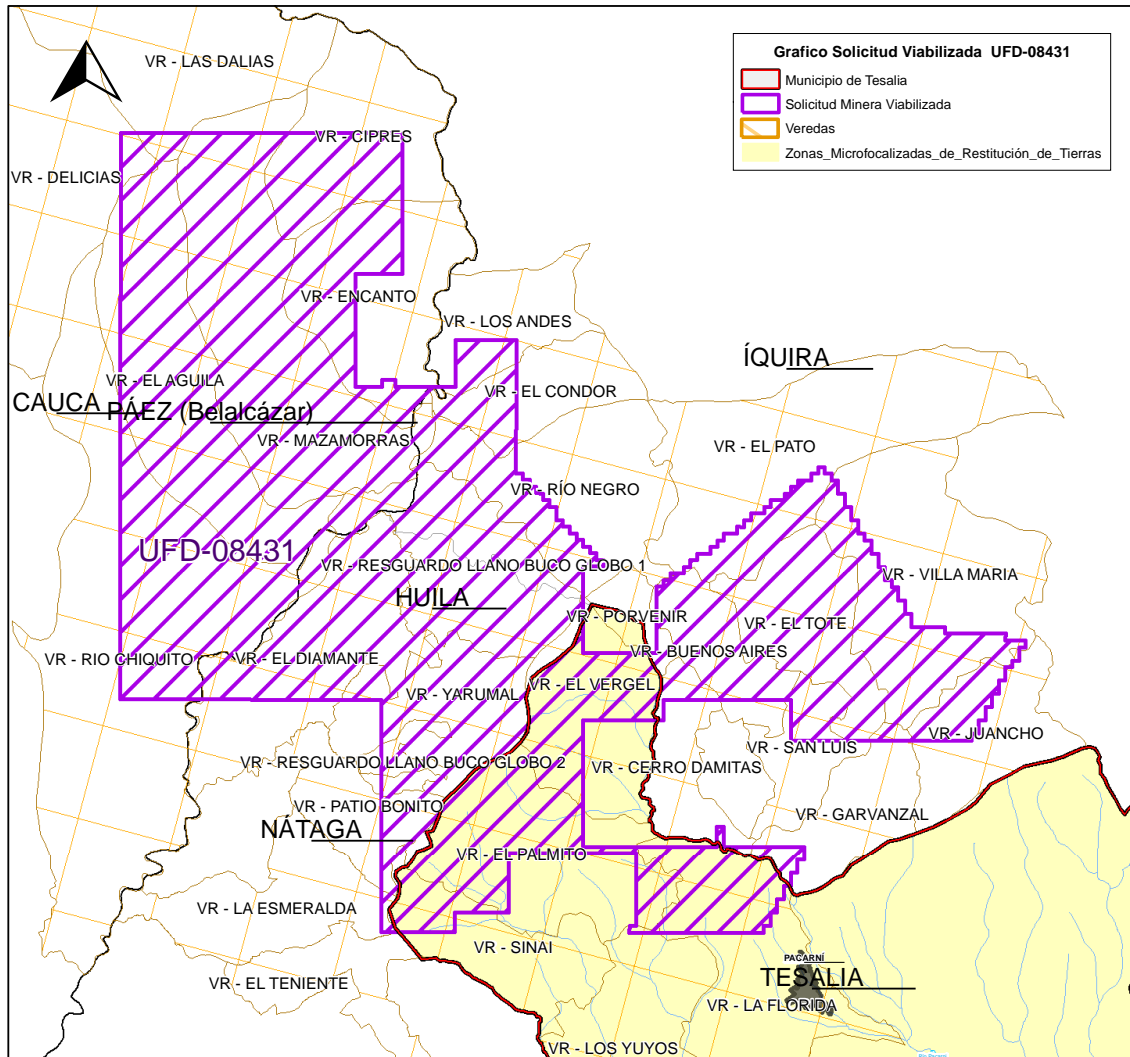 Grafico Solicitud Viabilizada UFD-08431
Municipio de Tesalia
Solicitud Minera Viabilizada
Veredas
Zonas_Microfocalizadas_de_Restitución_de_Tierras
VR - LAS DALIAS
VR - CIPRES
VR - DELICIAS
VR - ENCANTO
VR - LOS ANDES
ÍQUIRA
VR - EL AGUILA
VR - EL CONDOR
CAUCA
PÁEZ (Belalcázar)
VR - MAZAMORRAS
VR - EL PATO
VR - RÍO NEGRO
UFD-08431
VR - RESGUARDO LLANO BUCO GLOBO 1
VR - VILLA MARIA
HUILA
VR - PORVENIR
VR - EL TOTE
VR - RIO CHIQUITO
VR - EL DIAMANTE
VR - BUENOS AIRES
VR - YARUMAL
VR - EL VERGEL
VR - JUANCHO
VR - SAN LUIS
VR - RESGUARDO LLANO BUCO GLOBO 2
VR - CERRO DAMITAS
VR - PATIO BONITO
VR - GARVANZAL
NÁTAGA
VR - EL PALMITO
VR - LA ESMERALDA
VR - SINAI
PACARNÍ
TESALIA
VR - EL TENIENTE
VR - LA FLORIDA
VR - LOS YUYOS